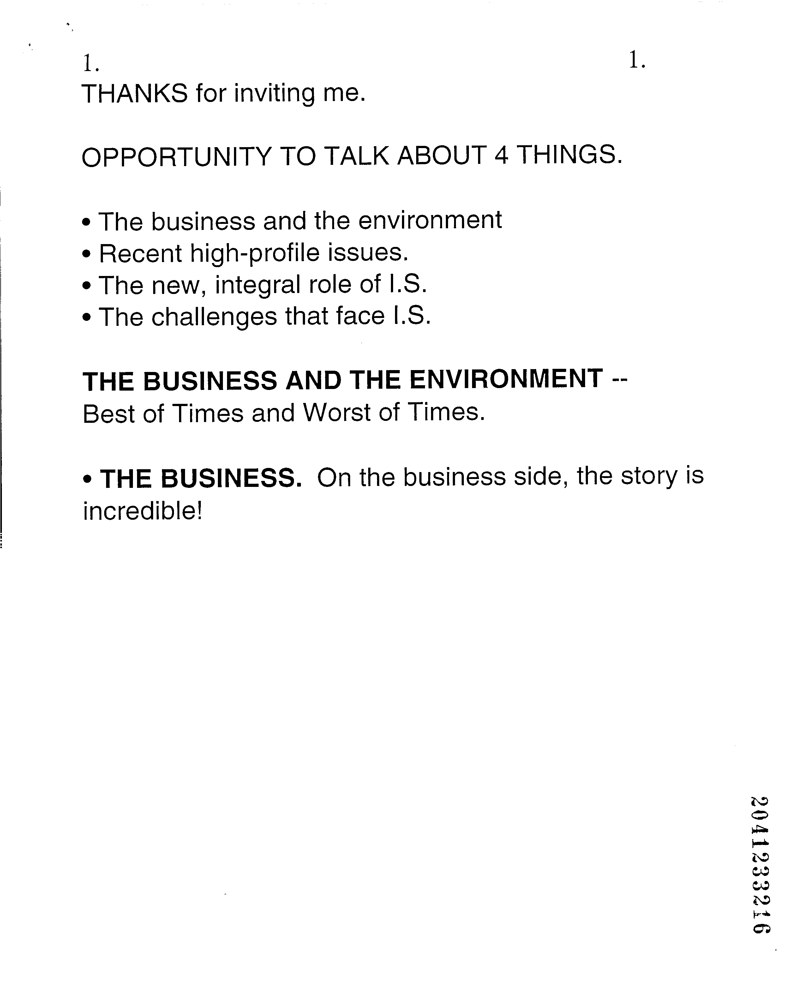 1. 1.
THANKS for inviting me.
OPPORTUNITY TO TALK ABOUT 4 THINGS.
• The business and the environment
• Recent high-profile issues.
• The new, integral role of I.S.
• The challenges that face I.S.
THE BUSINESS AND THE ENVIRONMENT --
Best of Times and Worst of Times.
• THE BUSINESS. On the business side, the story is
incredible!
2041233216